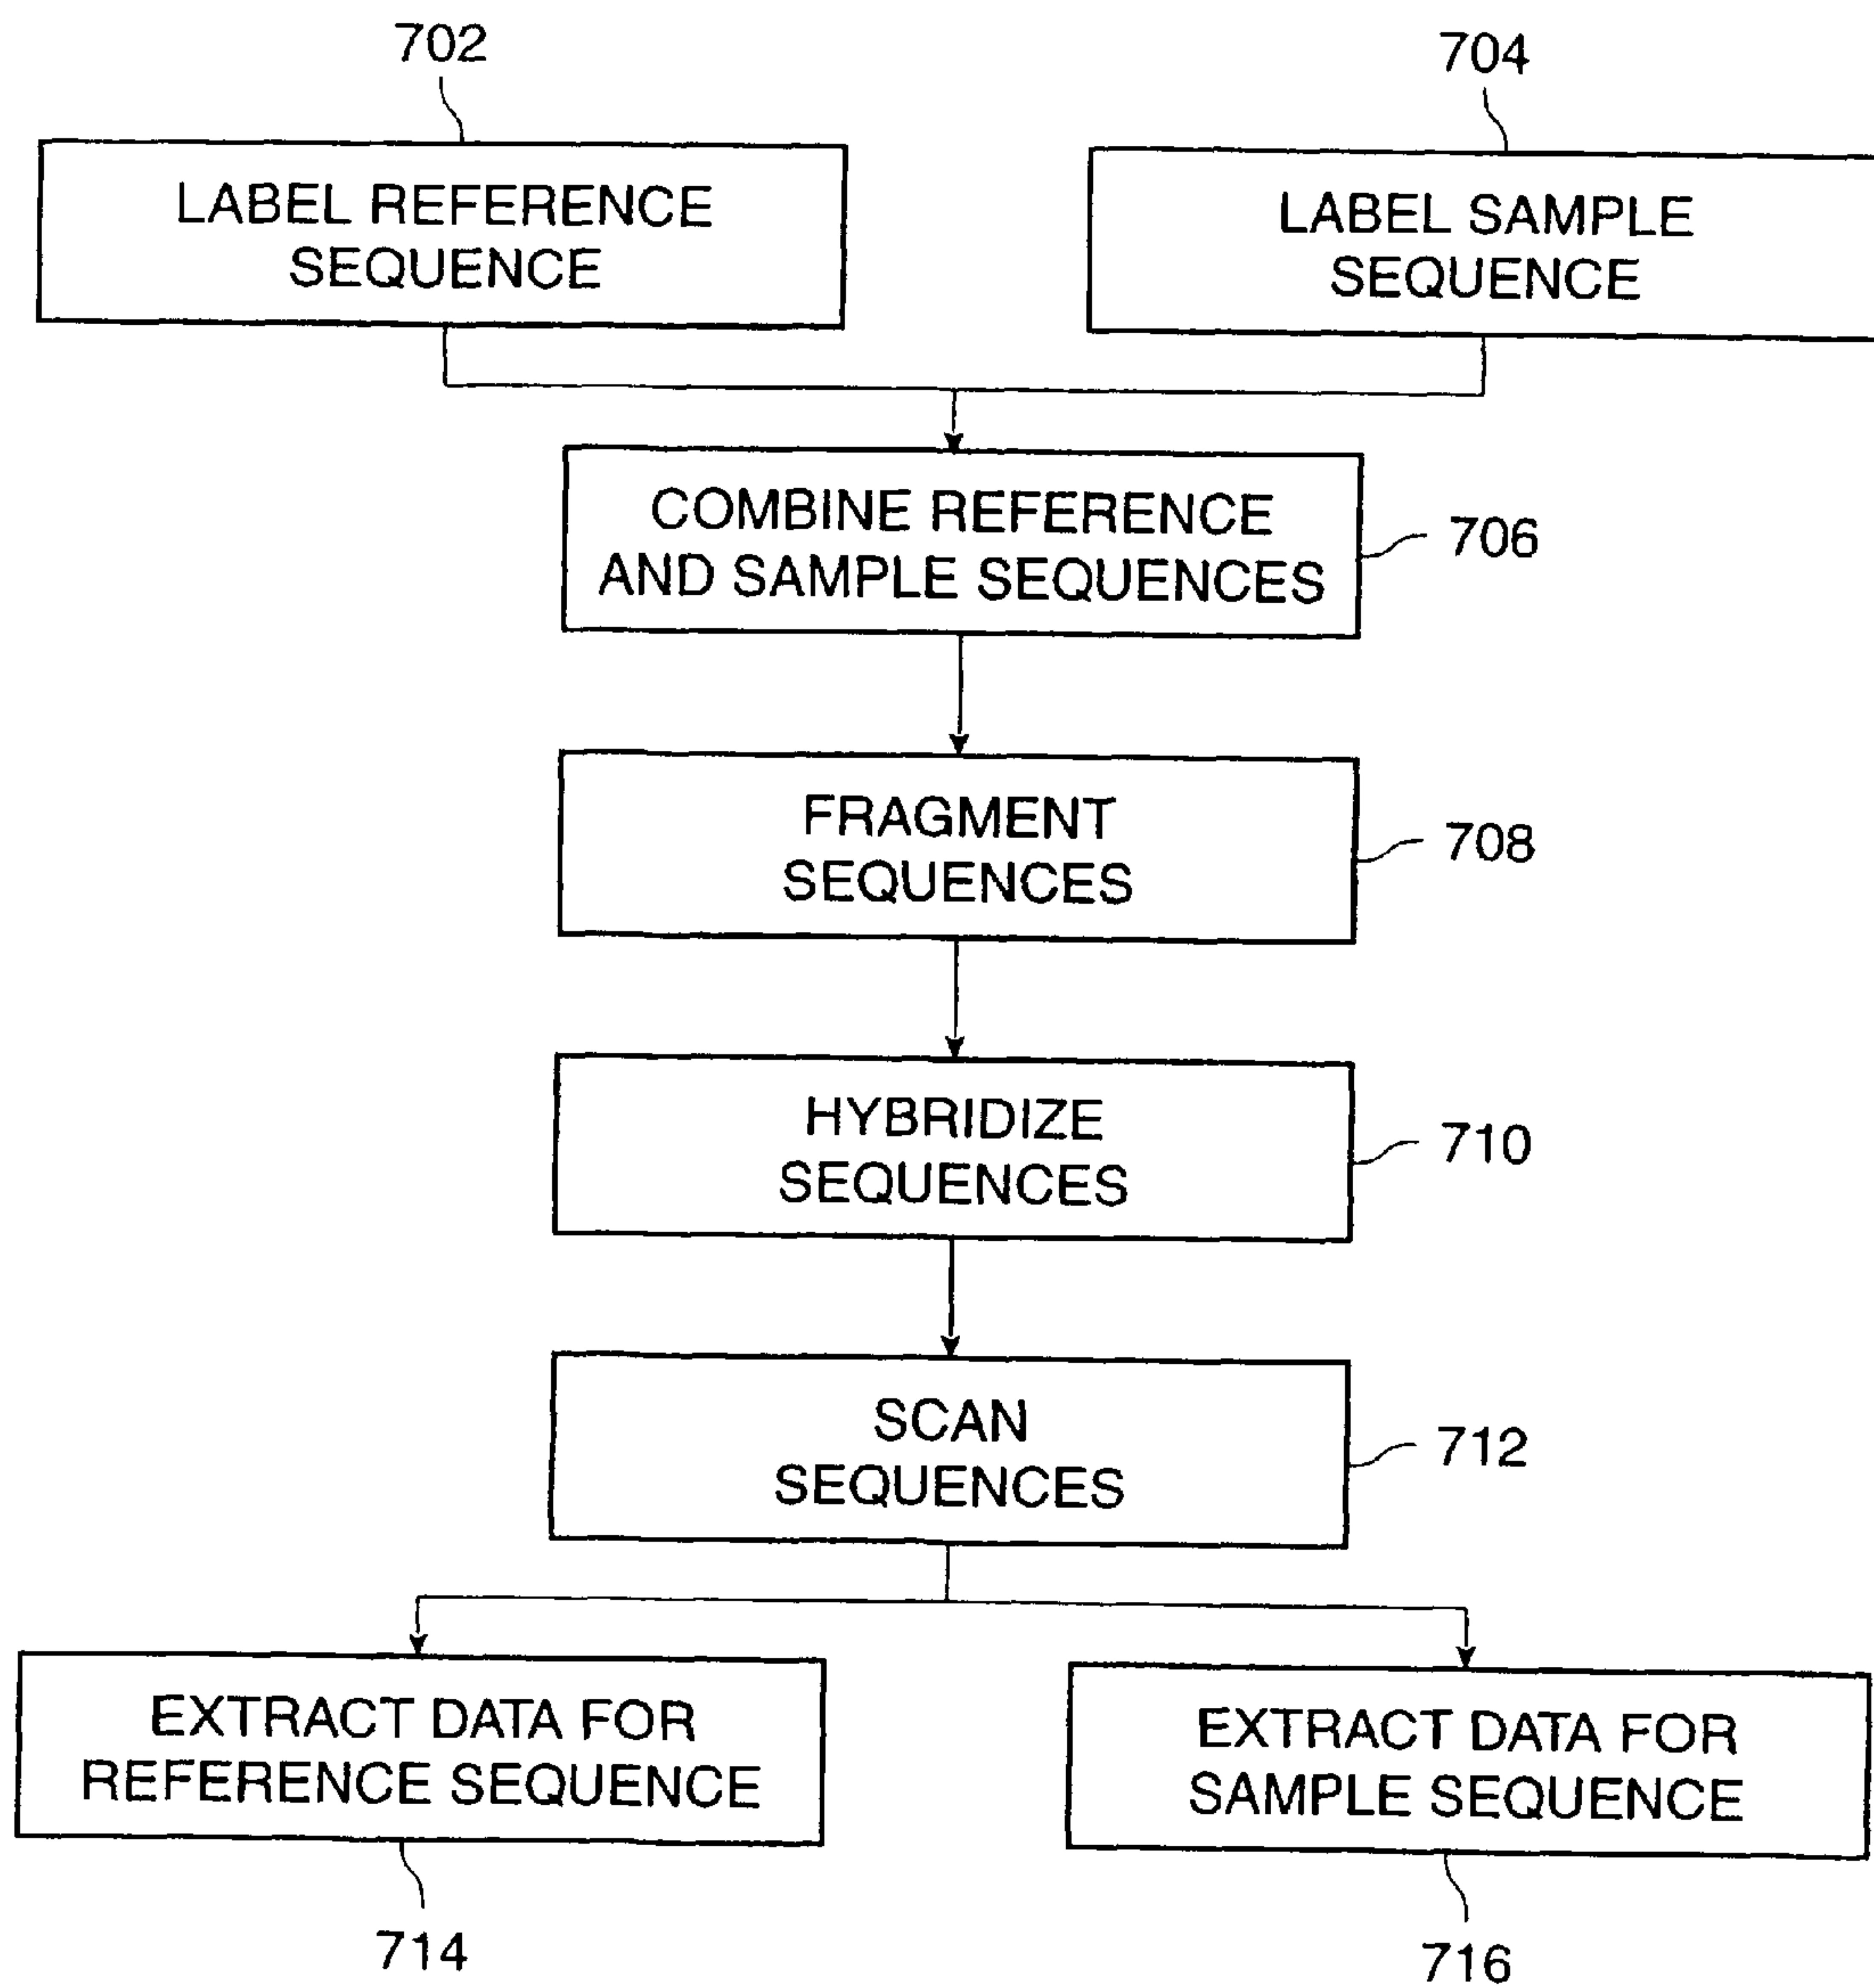 702
704
LABEL REFERENCE
SEQUENCE
LABEL SAMPLE
SEQUENCE
COMBINE REFERENCE
AND SAMPLE SEQUENCES
706
FRAGMENT
SEQUENCES
708
HYBRIDIZE
SEQUENCES
710
SCAN
SEQUENCES
712
EXTRACT DATA FOR
REFERENCE SEQUENCE
EXTRACT DATA FOR
SAMPLE SEQUENCE
714
716